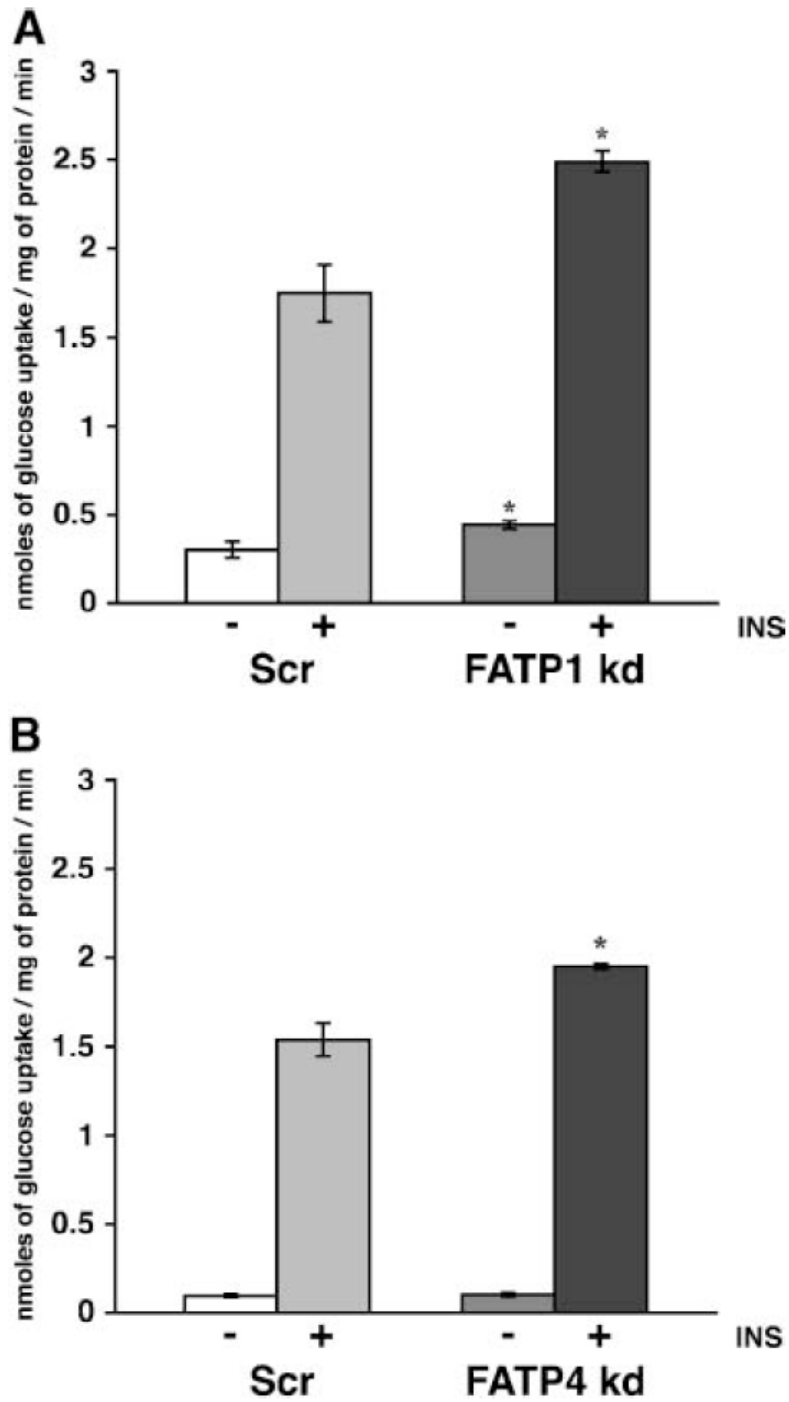 A
nmoles of glucose uptake / mg of protein / min
3
2.5
2
1.5
1
0.5
0
*
*
- + - + INS
Scr FATP1 kd
B
nmoles of glucose uptake / mg of protein / min
3
2.5
2
1.5
1
0.5
0
*
- + - + INS
Scr FATP4 kd